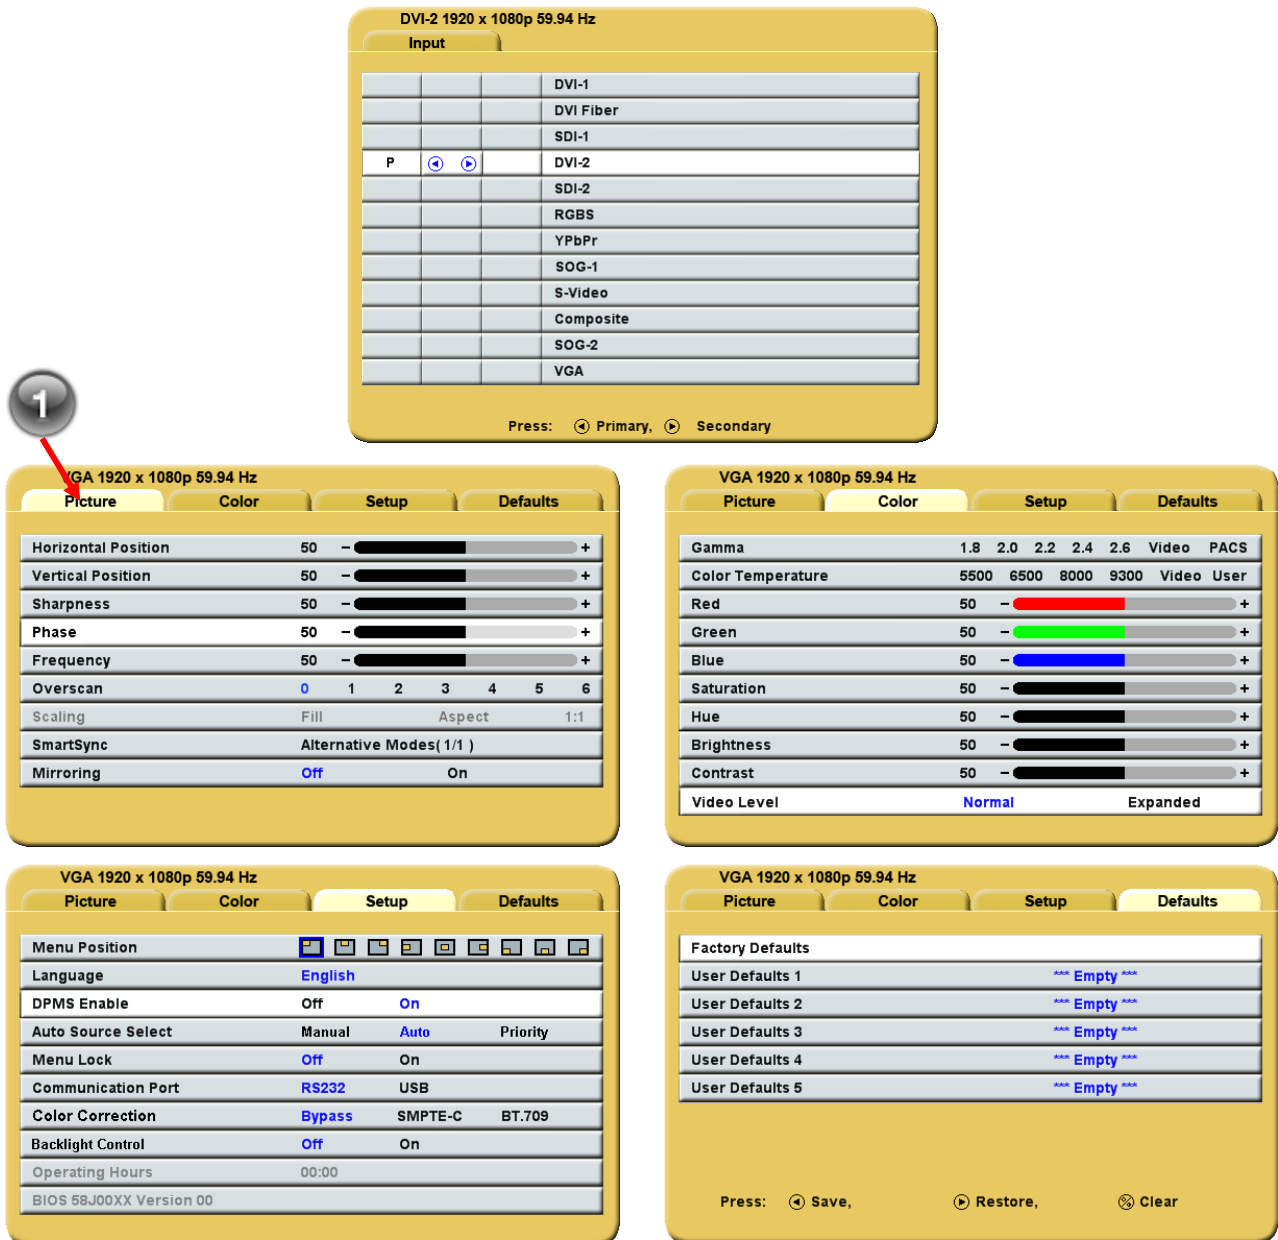 DVI-2 1920 x 1080p 59.94 Hz
Input
DVI-1
DVI Fiber
SDI-1
P DVI-2
SDI-2
RGBS
YPbPr
SOG-1
S-Video
Composite
SOG-2
VGA
Press: Primary, Secondary
1
VGA 1920 x 1080p 59.94 Hz
Picture Color Setup Defaults
Horizontal Position 50 - +
Vertical Position 50 - +
Sharpness 50 - +
Phase 50 - +
Frequency 50 - +
Overscan 0 1 2 3 4 5 6
Scaling Fill Aspect 1:1
SmartSync Alternative Modes( 1/1 )
Mirroring Off On
VGA 1920 x 1080p 59.94 Hz
Picture Color Setup Defaults
Gamma 1.8 2.0 2.2 2.4 2.6 Video PACS
Color Temperature 5500 6500 8000 9300 Video User
Red 50 - +
Green 50 - +
Blue 50 - +
Saturation 50 - +
Hue 50 - +
Brightness 50 - +
Contrast 50 - +
Video Level Normal Expanded
VGA 1920 x 1080p 59.94 Hz
Picture Color Setup Defaults
Menu Position
Language English
DPMS Enable Off On
Auto Source Select Manual Auto Priority
Menu Lock Off On
Communication Port RS232 USB
Color Correction Bypass SMPTE-C BT.709
Backlight Control Off On
Operating Hours 00:00
BIOS 58J00XX Version 00
VGA 1920 x 1080p 59.94 Hz
Picture Color Setup Defaults
Factory Defaults
User Defaults 1 *** Empty ***
User Defaults 2 *** Empty ***
User Defaults 3 *** Empty ***
User Defaults 4 *** Empty ***
User Defaults 5 *** Empty ***
Press: Save, Restore, Clear